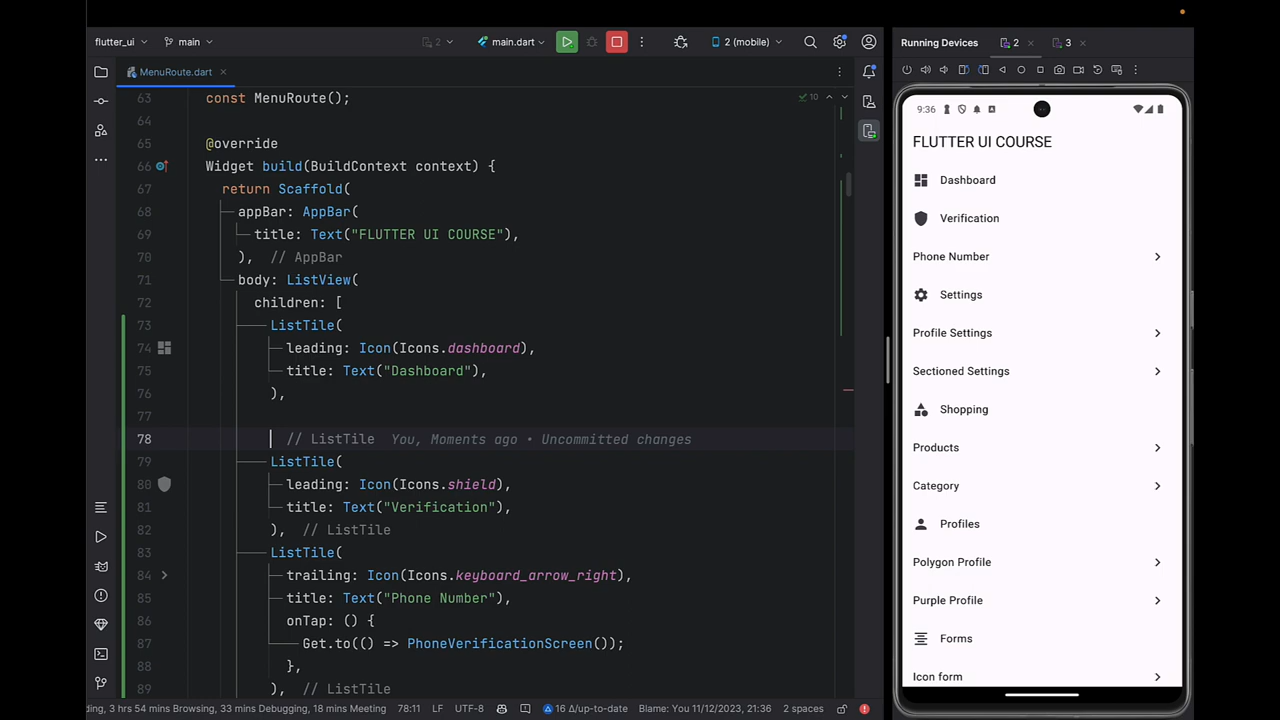 flutter_ui
main
2
main.dart
2 (mobile)
Running Devices
2
3
MenuRoute.dart
10
63 const MenuRoute();
64
65 @override
66 Widget build(BuildContext context) {
67 return Scaffold(
68 appBar: AppBar(
69 title: Text("FLUTTER UI COURSE"),
70 ), // AppBar
71 body: ListView(
72 children: [
73 ListTile(
74 leading: Icon(Icons.dashboard),
75 title: Text("Dashboard"),
76 ),
77
78 // ListTile You, Moments ago • Uncommitted changes
79 ListTile(
80 leading: Icon(Icons.shield),
81 title: Text("Verification"),
82 ), // ListTile
83 ListTile(
84 trailing: Icon(Icons.keyboard_arrow_right),
85 title: Text("Phone Number"),
86 onTap: () {
87 Get.to(() => PhoneVerificationScreen());
88 },
89 ), // ListTile
9:36
FLUTTER UI COURSE
Dashboard
Verification
Phone Number
Settings
Profile Settings
Sectioned Settings
Shopping
Products
Category
Profiles
Polygon Profile
Purple Profile
Forms
Icon form
ding, 3 hrs 54 mins Browsing, 33 mins Debugging, 18 mins Meeting
78:11
LF
UTF-8
16 Δ/up-to-date
Blame: You 11/12/2023, 21:36
2 spaces